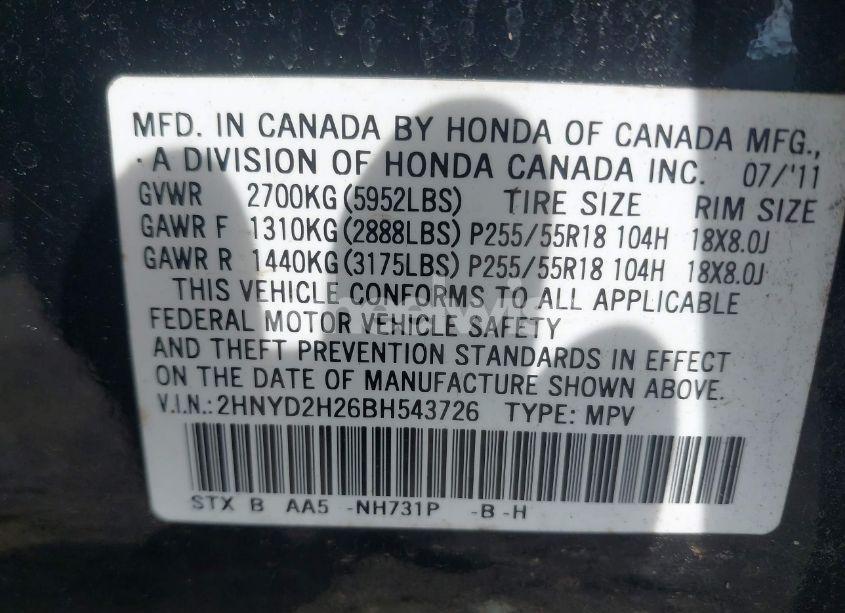 MFD. IN CANADA BY HONDA OF CANADA MFG.,
A DIVISION OF HONDA CANADA INC. 07/'11
GVWR 2700KG(5952LBS) TIRE SIZE RIM SIZE
GAWR F 1310KG(2888LBS) P255/55R18 104H 18X8.0J
GAWR R 1440KG(3175LBS) P255/55R18 104H 18X8.0J
THIS VEHICLE CONFORMS TO ALL APPLICABLE
FEDERAL MOTOR VEHICLE SAFETY
AND THEFT PREVENTION STANDARDS IN EFFECT
ON THE DATE OF MANUFACTURE SHOWN ABOVE.
V.I.N.:2HNYD2H26BH543726 TYPE: MPV
STX B AA5 -NH731P -B -H